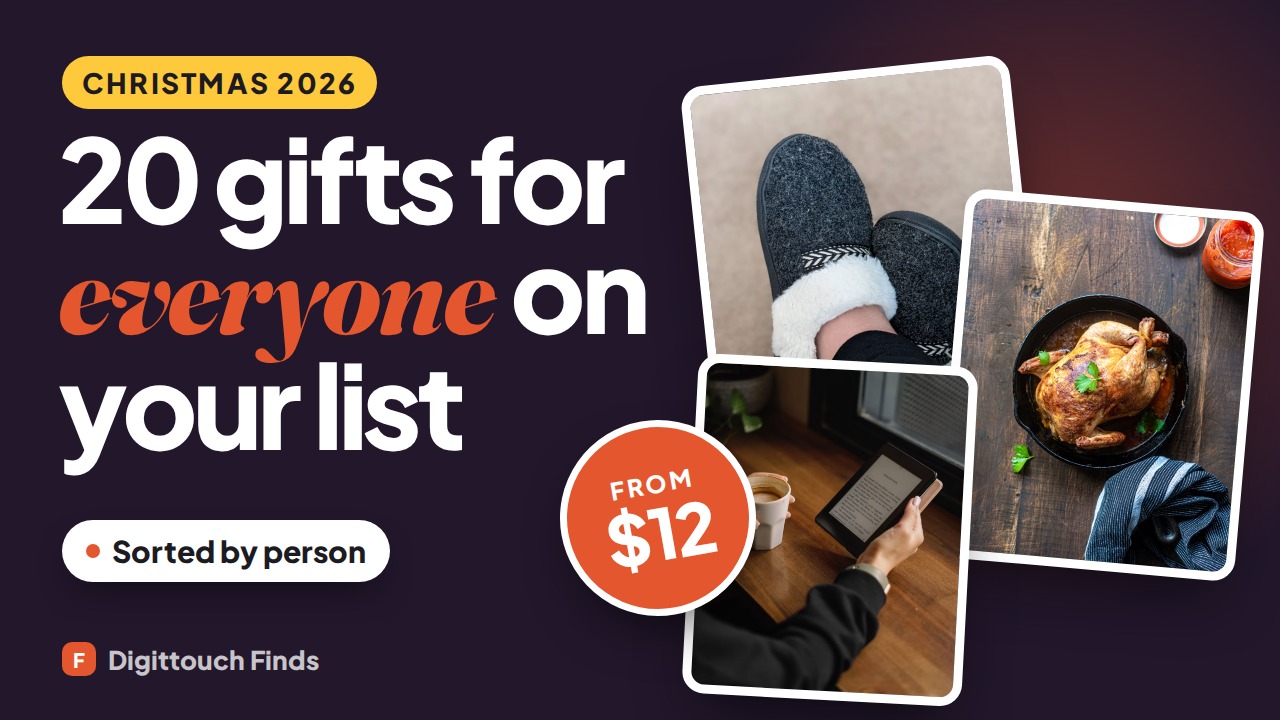 CHRISTMAS 2026
20 gifts for
everyone on
your list
FROM
$12
Sorted by person
F Digittouch Finds